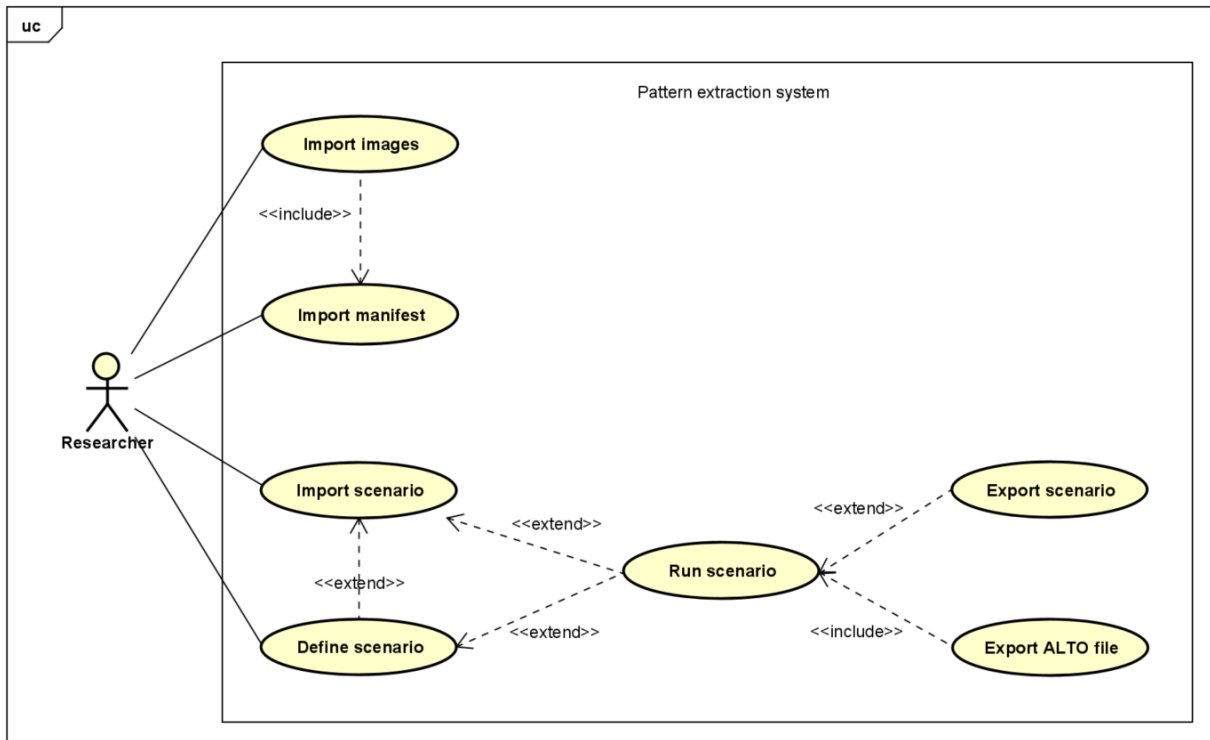 uc
Pattern extraction system
Import images
<<include>>
Import manifest
Researcher
Import scenario
Export scenario
<<extend>>
<<extend>>
Run scenario
<<extend>>
<<extend>>
<<include>>
Define scenario
Export ALTO file